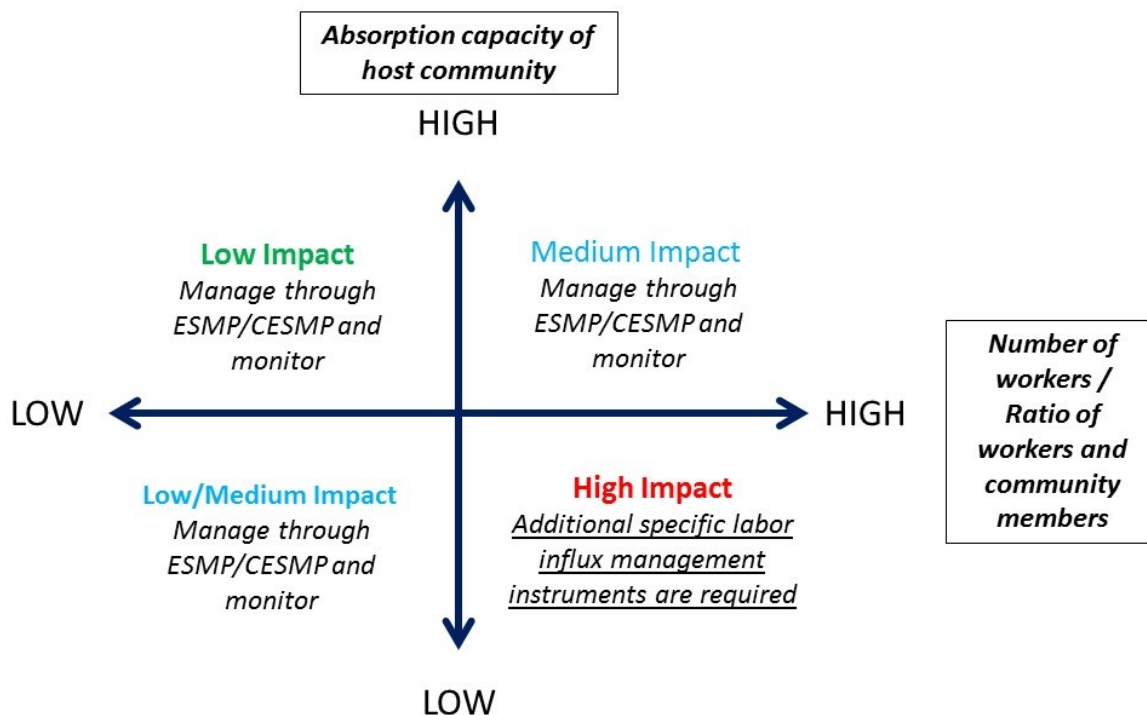 Absorption capacity of
host community
HIGH
Low Impact
Manage through
ESMP/CESMP and
monitor
Medium Impact
Manage through
ESMP/CESMP and
monitor
LOW
HIGH
Number of
workers /
Ratio of
workers and
community
members
Low/Medium Impact
Manage through
ESMP/CESMP and
monitor
High Impact
Additional specific labor
influx management
instruments are required
LOW